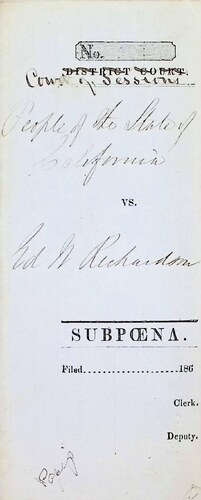 No.
DISTRICT COURT.
Court of Sessions
People of the State of
California
vs.
Ed W Richardson
SUBPŒNA.
Filed....................186
Clerk.
Deputy.